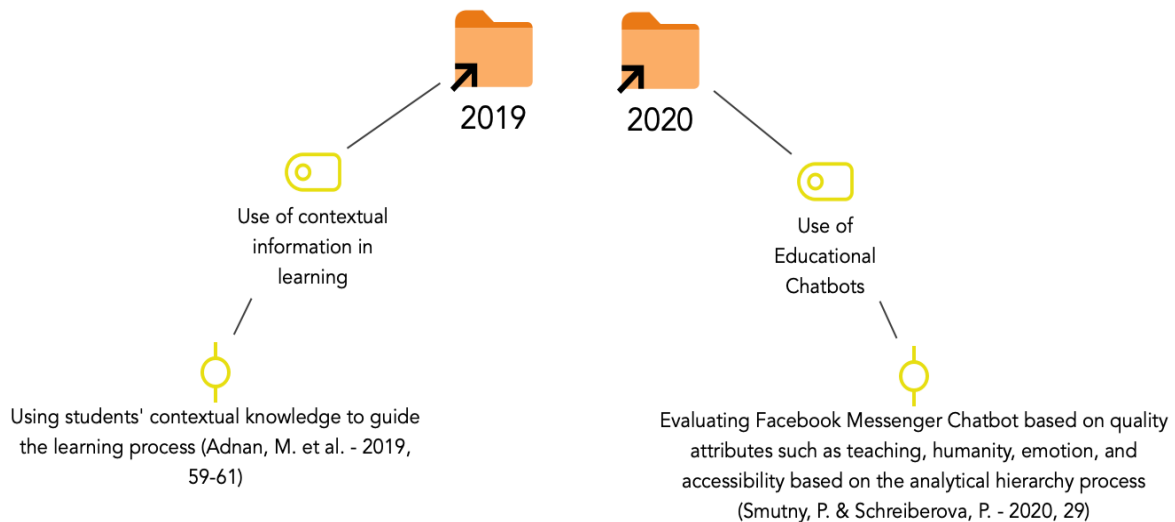 2019
2020
Use of contextual
information in
learning
Use of
Educational
Chatbots
Using students' contextual knowledge to guide
the learning process (Adnan, M. et al. - 2019,
59-61)
Evaluating Facebook Messenger Chatbot based on quality
attributes such as teaching, humanity, emotion, and
accessibility based on the analytical hierarchy process
(Smutny, P. & Schreiberova, P. - 2020, 29)